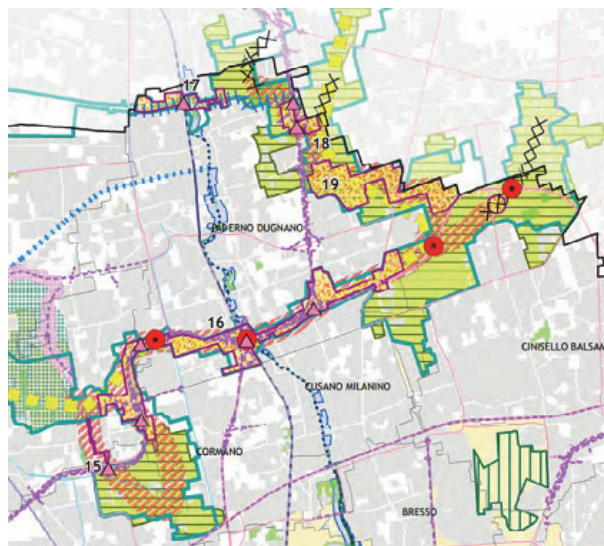 17
18
19
PADERNO DUGNANO
16
CINISELLO BALSAM
CUSANO MILANINO
15
CORMANO
BRESSO